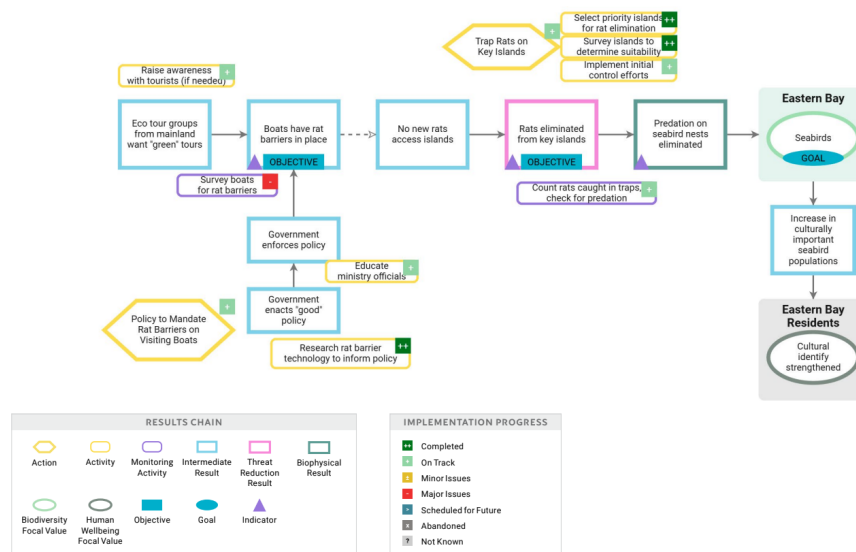 Trap Rats on
Key Islands
+
Select priority islands
for rat elimination
++
Survey islands to
determine suitability
++
Implement initial
control efforts
+
Raise awareness
with tourists (if needed)
+
Eco tour groups
from mainland
want "green" tours
Boats have rat
barriers in place
OBJECTIVE
No new rats
access islands
Rats eliminated
from key islands
OBJECTIVE
Predation on
seabird nests
eliminated
Eastern Bay
Seabirds
GOAL
Survey boats
for rat barriers
-
Count rats caught in traps,
check for predation
+
Government
enforces policy
Educate
ministry officials
+
Government
enacts "good"
policy
Policy to Mandate
Rat Barriers on
Visiting Boats
+
Research rat barrier
technology to inform policy
++
Increase in
culturally
important
seabird
populations
Eastern Bay
Residents
Cultural
identify
strengthened
RESULTS CHAIN
Action
Activity
Monitoring
Activity
Intermediate
Result
Threat
Reduction
Result
Biophysical
Result
Biodiversity
Focal Value
Human
Wellbeing
Focal Value
Objective
Goal
Indicator
IMPLEMENTATION PROGRESS
++ Completed
+ On Track
± Minor Issues
- Major Issues
> Scheduled for Future
x Abandoned
? Not Known